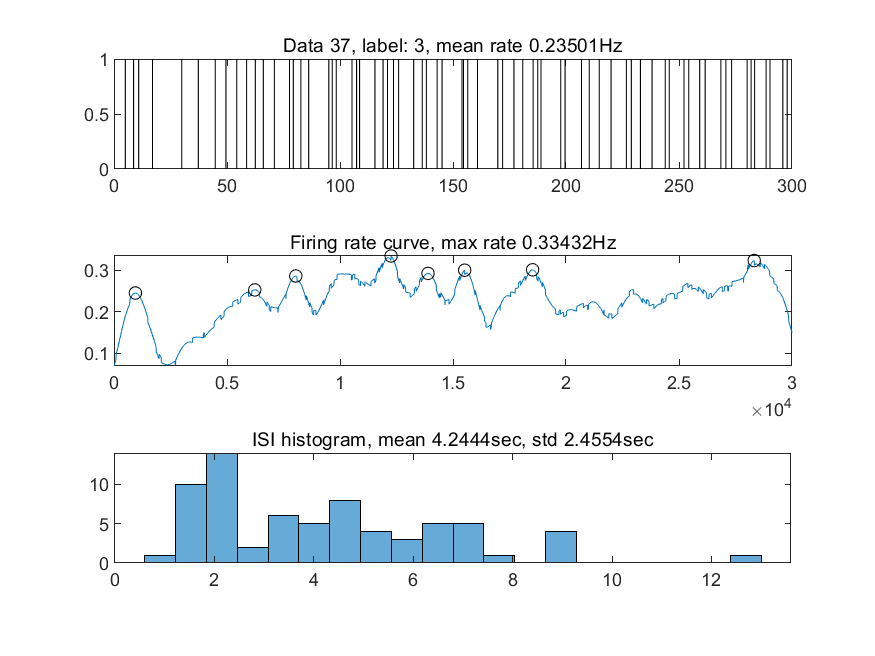 Data 37, label: 3, mean rate 0.23501Hz
1
0.5
0
0 50 100 150 200 250 300
Firing rate curve, max rate 0.33432Hz
0.3
0.2
0.1
0 0.5 1 1.5 2 2.5 3
×10⁴
ISI histogram, mean 4.2444sec, std 2.4554sec
10
5
0
0 2 4 6 8 10 12